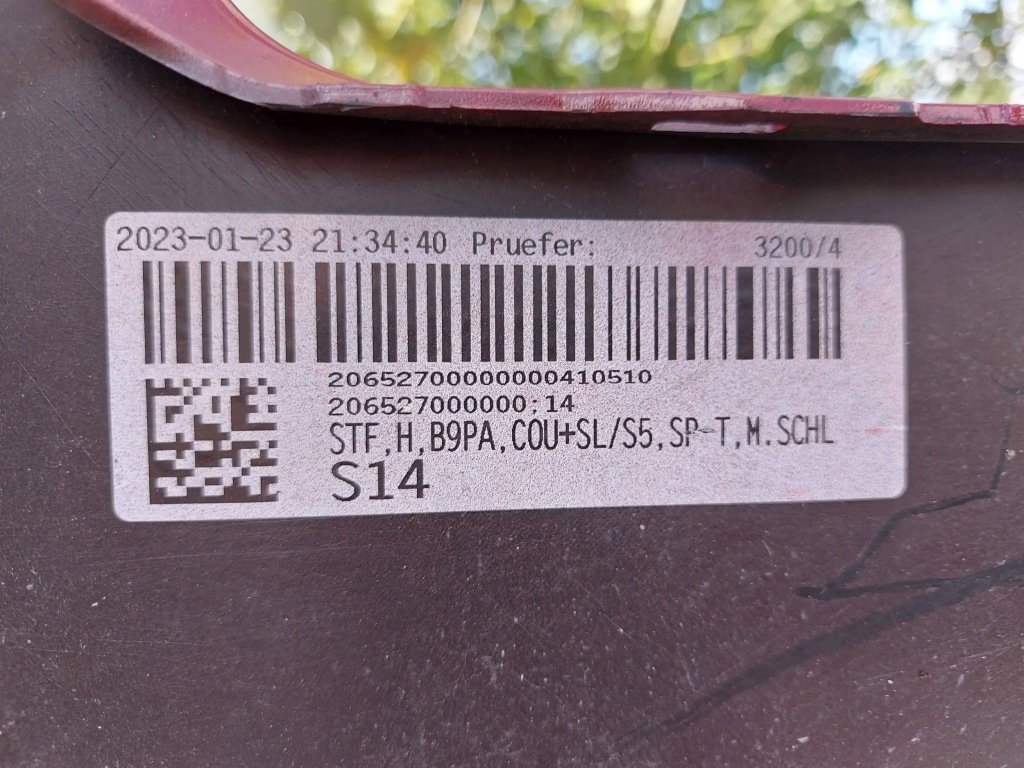 2023-01-23 21:34:40 Pruefer: 3200/4
20652700000000410510
206527000000;14
STF,H,B9PA,COU+SL/S5,SP-T,M.SCHL
S14